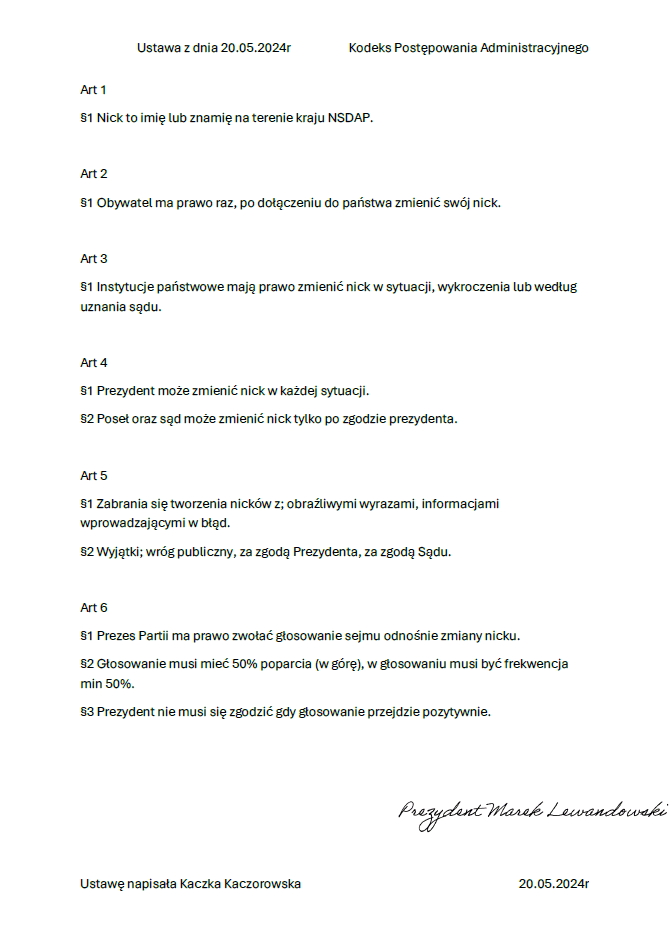 Ustawa z dnia 20.05.2024r Kodeks Postępowania Administracyjnego
Art 1
§1 Nick to imię lub znamię na terenie kraju NSDAP.
Art 2
§1 Obywatel ma prawo raz, po dołączeniu do państwa zmienić swój nick.
Art 3
§1 Instytucje państwowe mają prawo zmienić nick w sytuacji, wykroczenia lub według
uznania sądu.
Art 4
§1 Prezydent może zmienić nick w każdej sytuacji.
§2 Poseł oraz sąd może zmienić nick tylko po zgodzie prezydenta.
Art 5
§1 Zabrania się tworzenia nicków z; obraźliwymi wyrazami, informacjami
wprowadzającymi w błąd.
§2 Wyjątki; wróg publiczny, za zgodą Prezydenta, za zgodą Sądu.
Art 6
§1 Prezes Partii ma prawo zwołać głosowanie sejmu odnośnie zmiany nicku.
§2 Głosowanie musi mieć 50% poparcia (w górę), w głosowaniu musi być frekwencja
min 50%.
§3 Prezydent nie musi się zgodzić gdy głosowanie przejdzie pozytywnie.
Prezydent Marek Lewandowski
Ustawę napisała Kaczka Kaczorowska 20.05.2024r